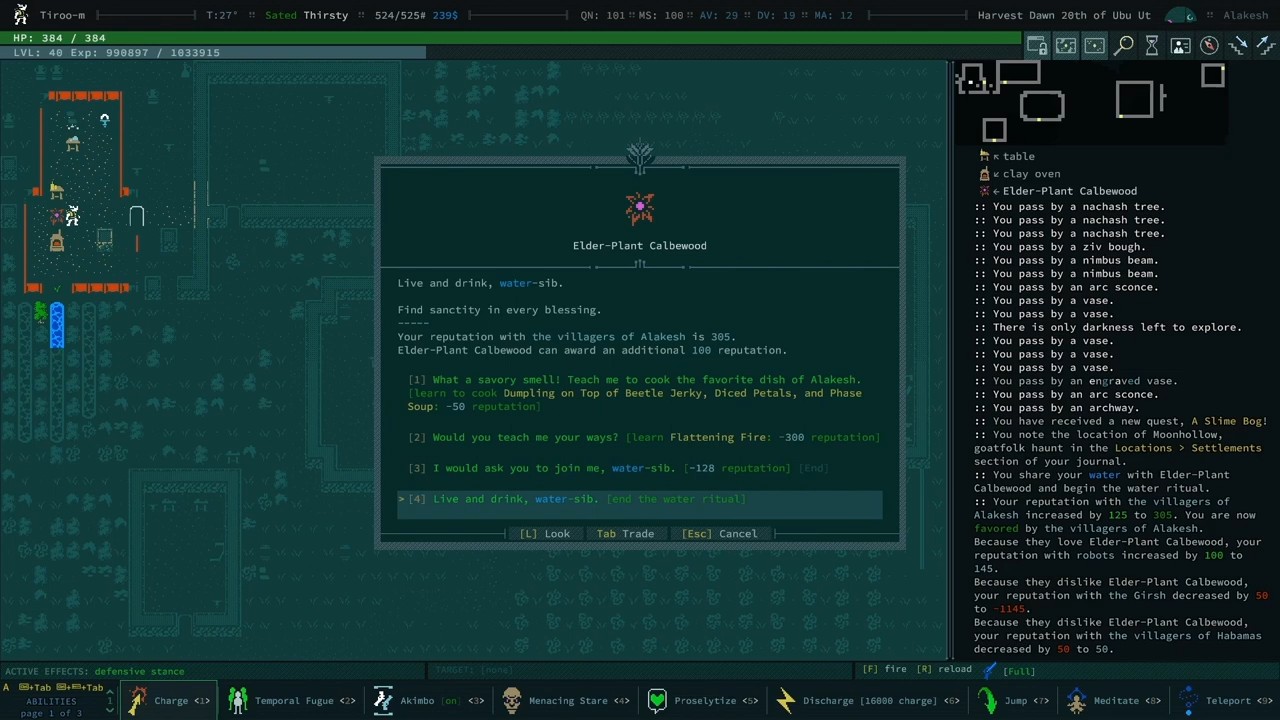 Tiroo-m T:27° Sated Thirsty 524/525# 239$ QN: 101 MS: 100 AV: 29 DV: 19 MA: 12 Harvest Dawn 20th of Ubu Ut Alakesh
HP: 384 / 384
LVL: 40 Exp: 990897 / 1033915
Elder-Plant Calbewood
Live and drink, water-sib.
Find sanctity in every blessing.
-----
Your reputation with the villagers of Alakesh is 305.
Elder-Plant Calbewood can award an additional 100 reputation.
[1] What a savory smell! Teach me to cook the favorite dish of Alakesh.
[learn to cook Dumpling on Top of Beetle Jerky, Diced Petals, and Phase
Soup: -50 reputation]
[2] Would you teach me your ways? [learn Flattening Fire: -300 reputation]
[3] I would ask you to join me, water-sib. [-128 reputation] [End]
> [4] Live and drink, water-sib. [end the water ritual]
[L] Look Tab Trade [Esc] Cancel
table
clay oven
Elder-Plant Calbewood
:: You pass by a nachash tree.
:: You pass by a nachash tree.
:: You pass by a nachash tree.
:: You pass by a ziv bough.
:: You pass by a nimbus beam.
:: You pass by a nimbus beam.
:: You pass by an arc sconce.
:: You pass by a vase.
:: You pass by a vase.
:: There is only darkness left to explore.
:: You pass by a vase.
:: You pass by a vase.
:: You pass by a vase.
:: You pass by an engraved vase.
:: You pass by an arc sconce.
:: You pass by an archway.
:: You have received a new quest, A Slime Bog!
:: You note the location of Moonhollow,
goatfolk haunt in the Locations > Settlements
section of your journal.
:: You share your water with Elder-Plant
Calbewood and begin the water ritual.
:: Your reputation with the villagers of
Alakesh increased by 125 to 305. You are now
favored by the villagers of Alakesh.
Because they love Elder-Plant Calbewood, your
reputation with robots increased by 100 to
145.
Because they dislike Elder-Plant Calbewood,
your reputation with the Girsh decreased by 50
to -1145.
Because they dislike Elder-Plant Calbewood,
your reputation with the villagers of Habamas
decreased by 50 to 50.
ACTIVE EFFECTS: defensive stance TARGET: [none] [F] fire [R] reload [Full]
A Tab Tab
ABILITIES 1
page 1 of 3
Charge <1> Temporal Fugue <2> Akimbo [on] <3> Menacing Stare <4> Proselytize <5> Discharge [16000 charge] <6> Jump <7> Meditate <8> Teleport <9>